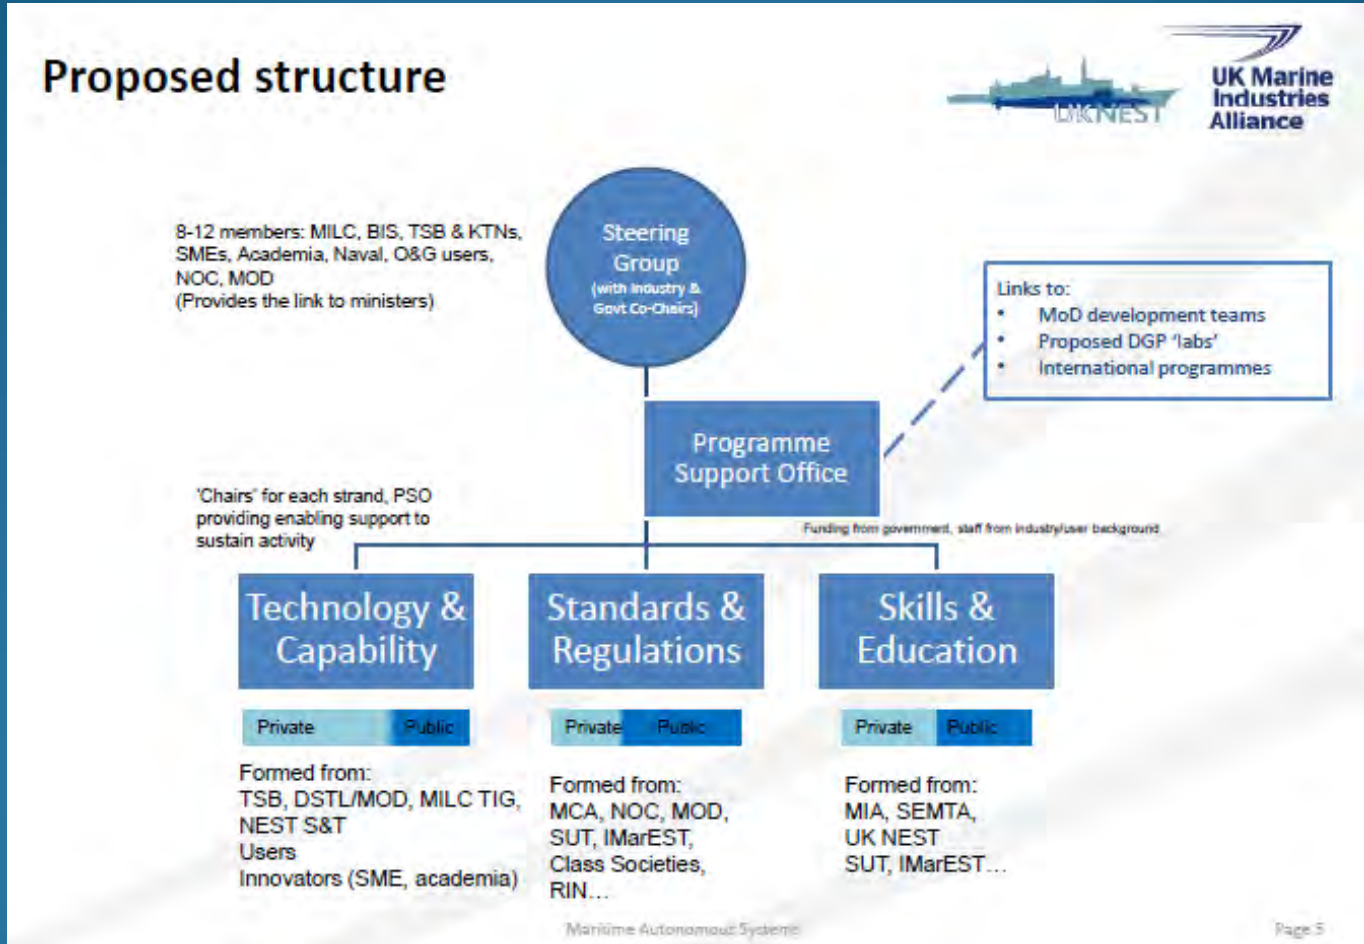 Proposed structure
UKNEST
UK Marine
Industries
Alliance
8-12 members: MILC, BIS, TSB & KTNs,
SMEs, Academia, Naval, O&G users,
NOC, MOD
(Provides the link to ministers)
Steering
Group
(with Industry &
Govt Co-Chairs)
Links to:
• MoD development teams
• Proposed DGP 'labs'
• International programmes
Programme
Support Office
'Chairs' for each strand, PSO
providing enabling support to
sustain activity
Funding from government, staff from industry/user background
Technology &
Capability
Standards &
Regulations
Skills &
Education
Private Public
Private Public
Private Public
Formed from:
TSB, DSTL/MOD, MILC TIG,
NEST S&T
Users
Innovators (SME, academia)
Formed from:
MCA, NOC, MOD,
SUT, IMarEST,
Class Societies,
RIN...
Formed from:
MIA, SEMTA,
UK NEST
SUT, IMarEST...
Maritime Autonomous Systems
Page 5